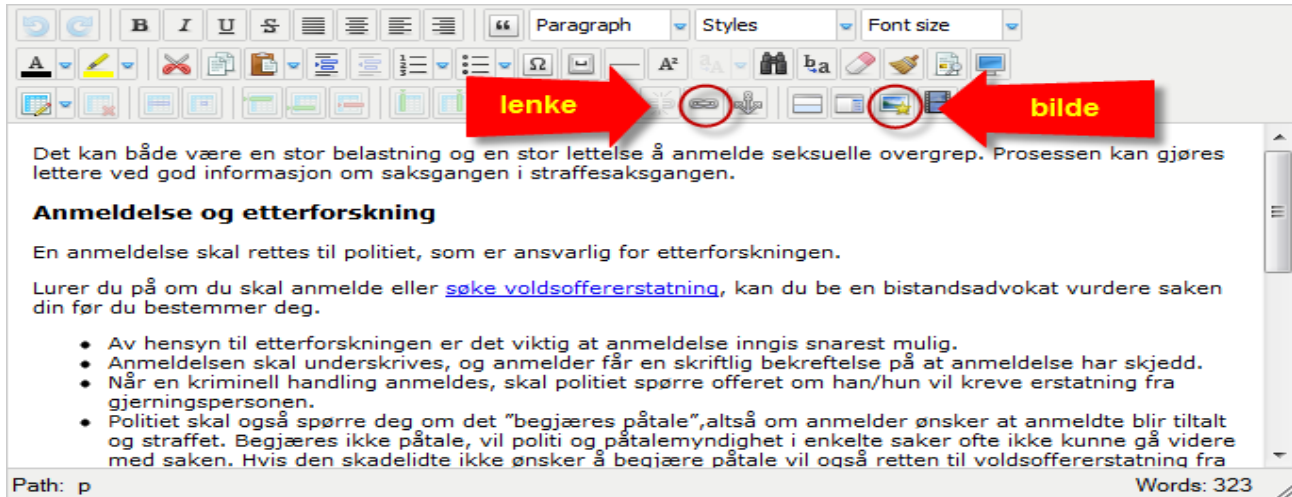 B I U S Paragraph Styles Font size
A Ω A² ba
lenke bilde
Det kan både være en stor belastning og en stor lettelse å anmelde seksuelle overgrep. Prosessen kan gjøres
lettere ved god informasjon om saksgangen i straffesaksgangen.
Anmeldelse og etterforskning
En anmeldelse skal rettes til politiet, som er ansvarlig for etterforskningen.
Lurer du på om du skal anmelde eller søke voldsoffererstatning, kan du be en bistandsadvokat vurdere saken
din før du bestemmer deg.
• Av hensyn til etterforskningen er det viktig at anmeldelse inngis snarest mulig.
• Anmeldelsen skal underskrives, og anmelder får en skriftlig bekreftelse på at anmeldelse har skjedd.
• Når en kriminell handling anmeldes, skal politiet spørre offeret om han/hun vil kreve erstatning fra
gjerningspersonen.
• Politiet skal også spørre deg om det ”begjæres påtale”,altså om anmelder ønsker at anmeldte blir tiltalt
og straffet. Begjæres ikke påtale, vil politi og påtalemyndighet i enkelte saker ofte ikke kunne gå videre
med saken. Hvis den skadelidte ikke ønsker å begjære påtale vil også retten til voldsoffererstatning fra
Path: p Words: 323